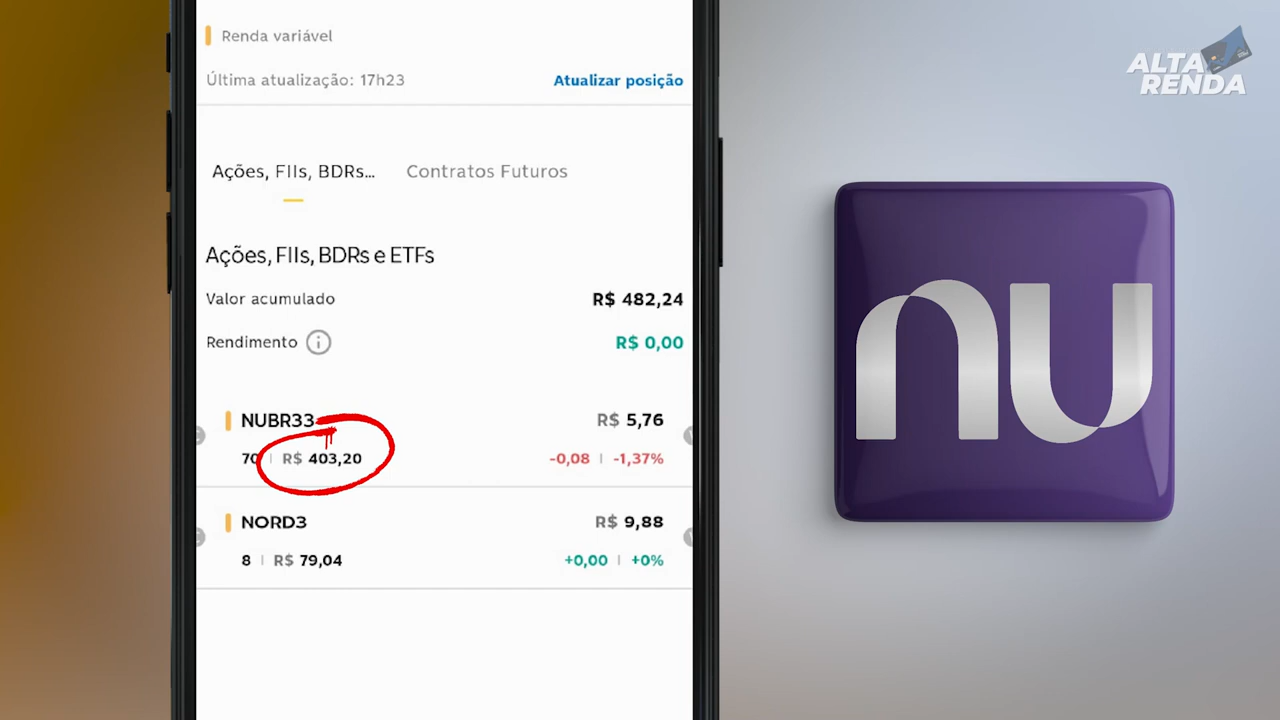 Renda variável
Última atualização: 17h23 Atualizar posição
Ações, FIIs, BDRs... Contratos Futuros
Ações, FIIs, BDRs e ETFs
Valor acumulado R$ 482,24
Rendimento R$ 0,00
NUBR33 R$ 5,76
70 R$ 403,20 -0,08 -1,37%
NORD3 R$ 9,88
8 R$ 79,04 +0,00 +0%
ALTA
RENDA
nu